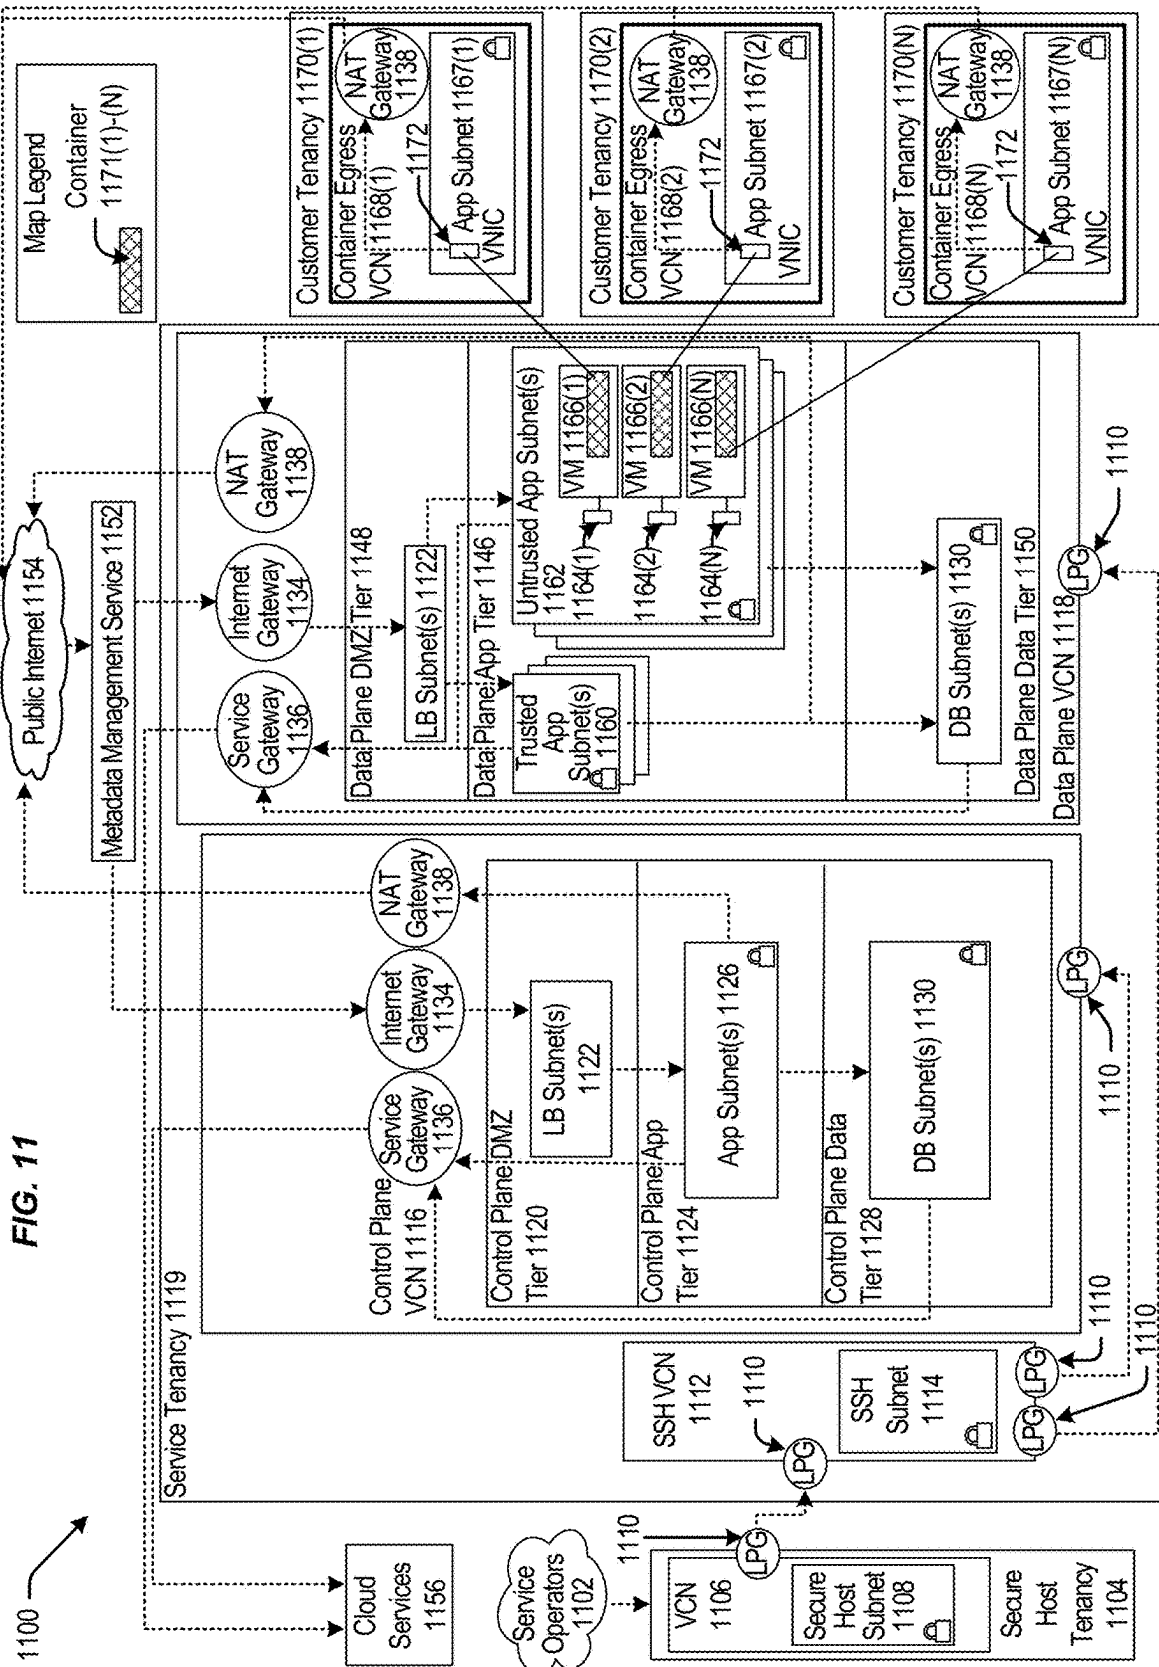 FIG. 11
1100
Cloud
Services
1156
Service
Operators
1102
1110
LPG
VCN
1106
Secure
Host
Subnet
1108
Secure
Host
Tenancy
1104
Service Tenancy 1119
SSH VCN
1112
1110
LPG
SSH
Subnet
1114
LPG
LPG
1110
1110
Control Plane
VCN 1116
Service
Gateway
1136
Internet
Gateway
1134
NAT
Gateway
1138
Control Plane DMZ
Tier 1120
LB Subnet(s)
1122
Control Plane App
Tier 1124
App Subnet(s) 1126
Control Plane Data
Tier 1128
DB Subnet(s) 1130
LPG
1110
Public Internet 1154
Metadata Management Service 1152
Service
Gateway
1136
Internet
Gateway
1134
NAT
Gateway
1138
Data Plane DMZ Tier 1148
LB Subnet(s) 1122
Data Plane App Tier 1146
Trusted
App
Subnet(s)
1160
Untrusted App Subnet(s)
1162
1164(1)
VM 1166(1)
1164(2)
VM 1166(2)
1164(N)
VM 1166(N)
DB Subnet(s) 1130
Data Plane Data Tier 1150
Data Plane VCN 1118
LPG
1110
Map Legend
Container
1171(1)-(N)
Customer Tenancy 1170(1)
Container Egress
VCN 1168(1)
NAT
Gateway
1138
1172
App Subnet 1167(1)
VNIC
Customer Tenancy 1170(2)
Container Egress
VCN 1168(2)
NAT
Gateway
1138
1172
App Subnet 1167(2)
VNIC
Customer Tenancy 1170(N)
Container Egress
VCN 1168(N)
NAT
Gateway
1138
1172
App Subnet 1167(N)
VNIC